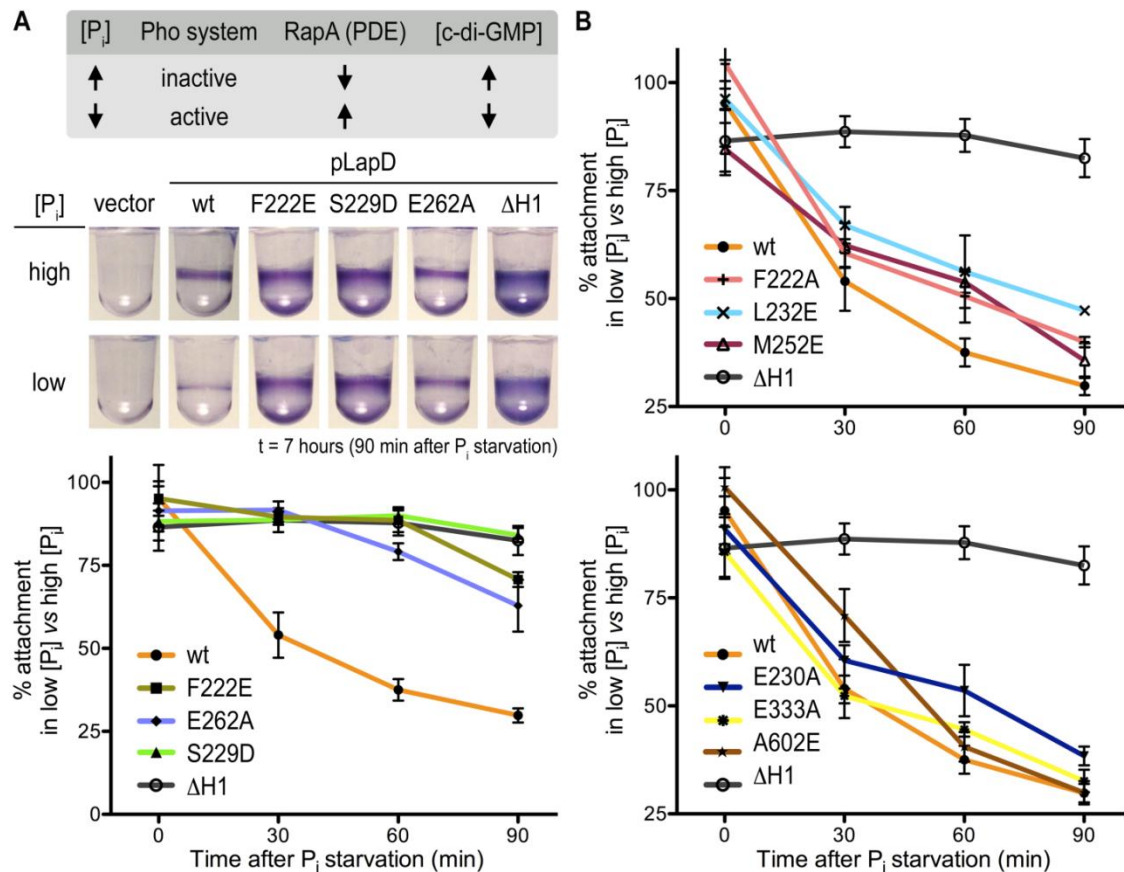 A
[Pi] Pho system RapA (PDE) [c-di-GMP]
↑ inactive ↓ ↑
↓ active ↑ ↓
pLapD
[Pi] vector wt F222E S229D E262A ΔH1
high
low
t = 7 hours (90 min after Pi starvation)
% attachment
in low [Pi] vs high [Pi]
100
75
50
25
0
wt
F222E
E262A
S229D
ΔH1
0 30 60 90
Time after Pi starvation (min)
B
% attachment
in low [Pi] vs high [Pi]
100
75
50
25
wt
F222A
L232E
M252E
ΔH1
0 30 60 90
% attachment
in low [Pi] vs high [Pi]
100
75
50
25
wt
E230A
E333A
A602E
ΔH1
0 30 60 90
Time after Pi starvation (min)